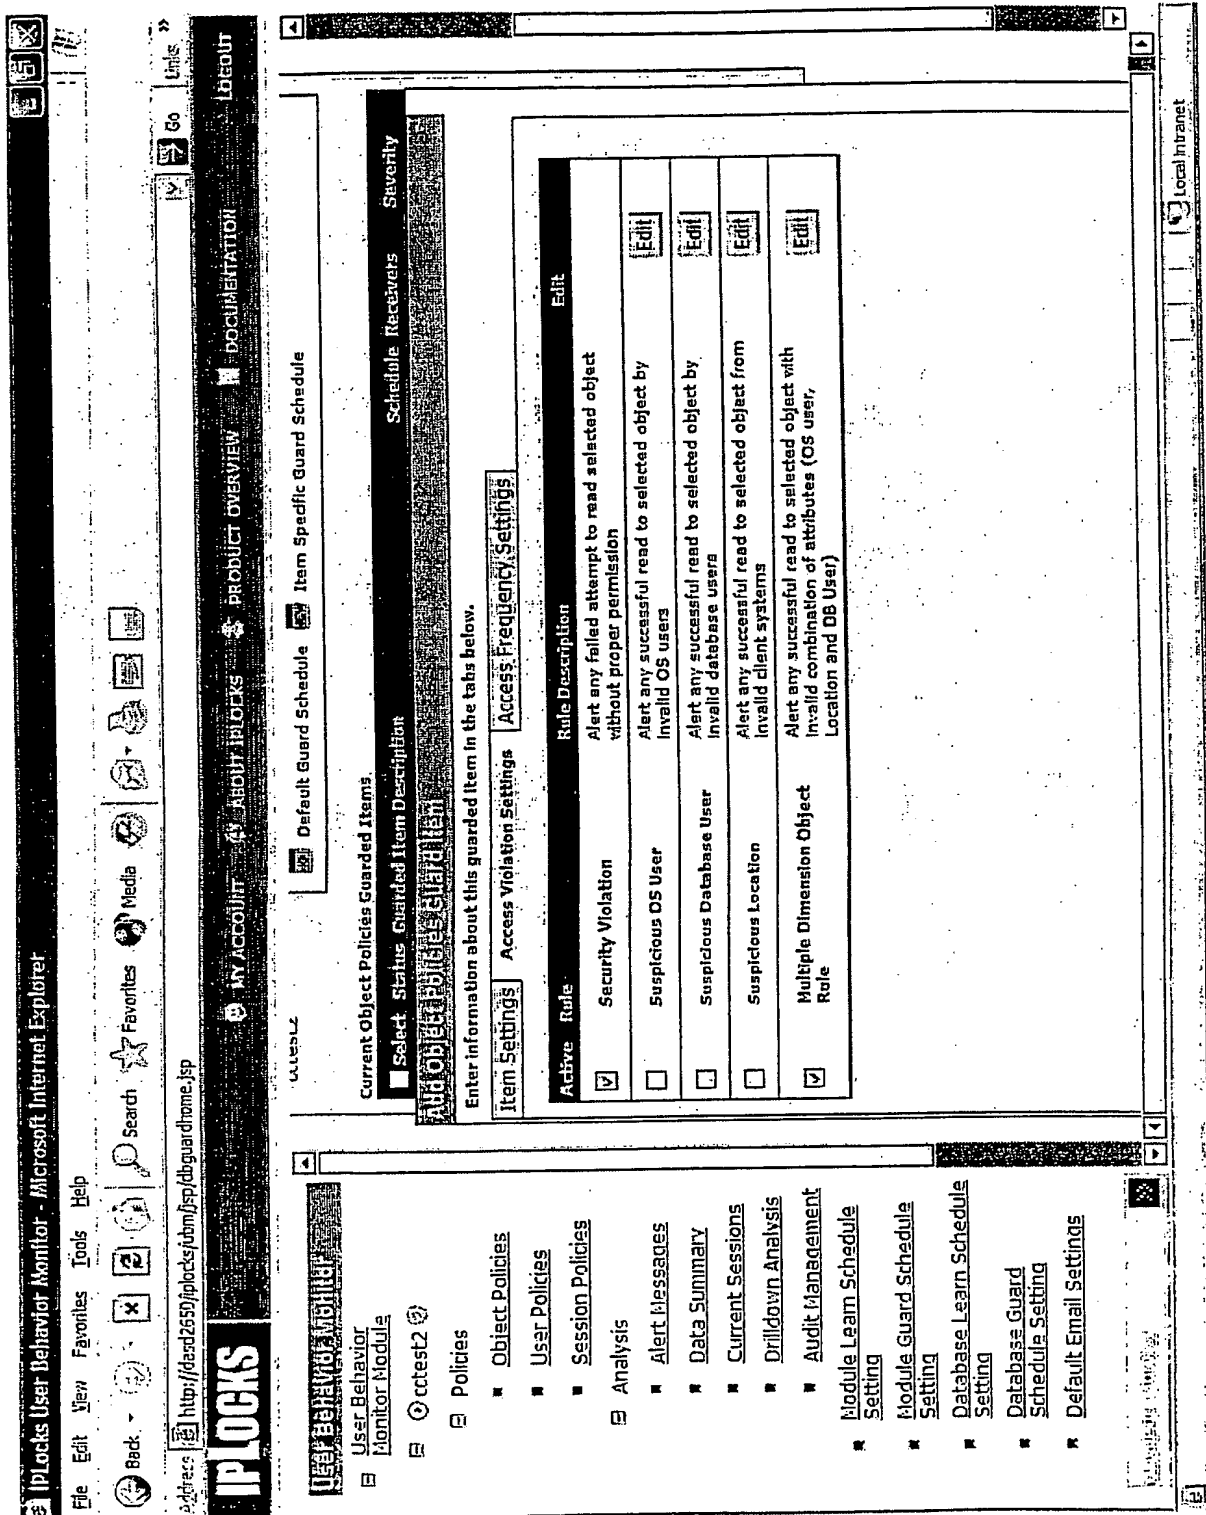 IPLocks User Behavior Monitor - Microsoft Internet Explorer
File Edit View Favorites Tools Help
Back Search Favorites Media
Address http://desd2650/iplocks/ubm/jsp/dbguardhome.jsp Go Links »
IPLOCKS MY ACCOUNT ABOUT IPLOCKS PRODUCT OVERVIEW DOCUMENTATION LOGOUT
User Behavior Monitor
User Behavior
Monitor Module
cctest2
Policies
Object Policies
User Policies
Session Policies
Analysis
Alert Messages
Data Summary
Current Sessions
Drilldown Analysis
Audit Management
Module Learn Schedule
Setting
Module Guard Schedule
Setting
Database Learn Schedule
Setting
Database Guard
Schedule Setting
Default Email Settings
cctest2
Default Guard Schedule Item Specific Guard Schedule
Current Object Policies Guarded Items
Select Status Guarded Item Description Schedule Receivers Severity
Add Object Policies Guard Item
Enter information about this guarded item in the tabs below.
Item Settings Access Violation Settings Access Frequency Settings
Active Rule Rule Description Edit
Security Violation Alert any failed attempt to read selected object
without proper permission
Suspicious OS User Alert any successful read to selected object by
Invalid OS users Edit
Suspicious Database User Alert any successful read to selected object by
Invalid database users Edit
Suspicious Location Alert any successful read to selected object from
Invalid client systems Edit
Multiple Dimension Object
Rule Alert any successful read to selected object with
Invalid combination of attributes (OS user,
Location and DB User) Edit
Local intranet